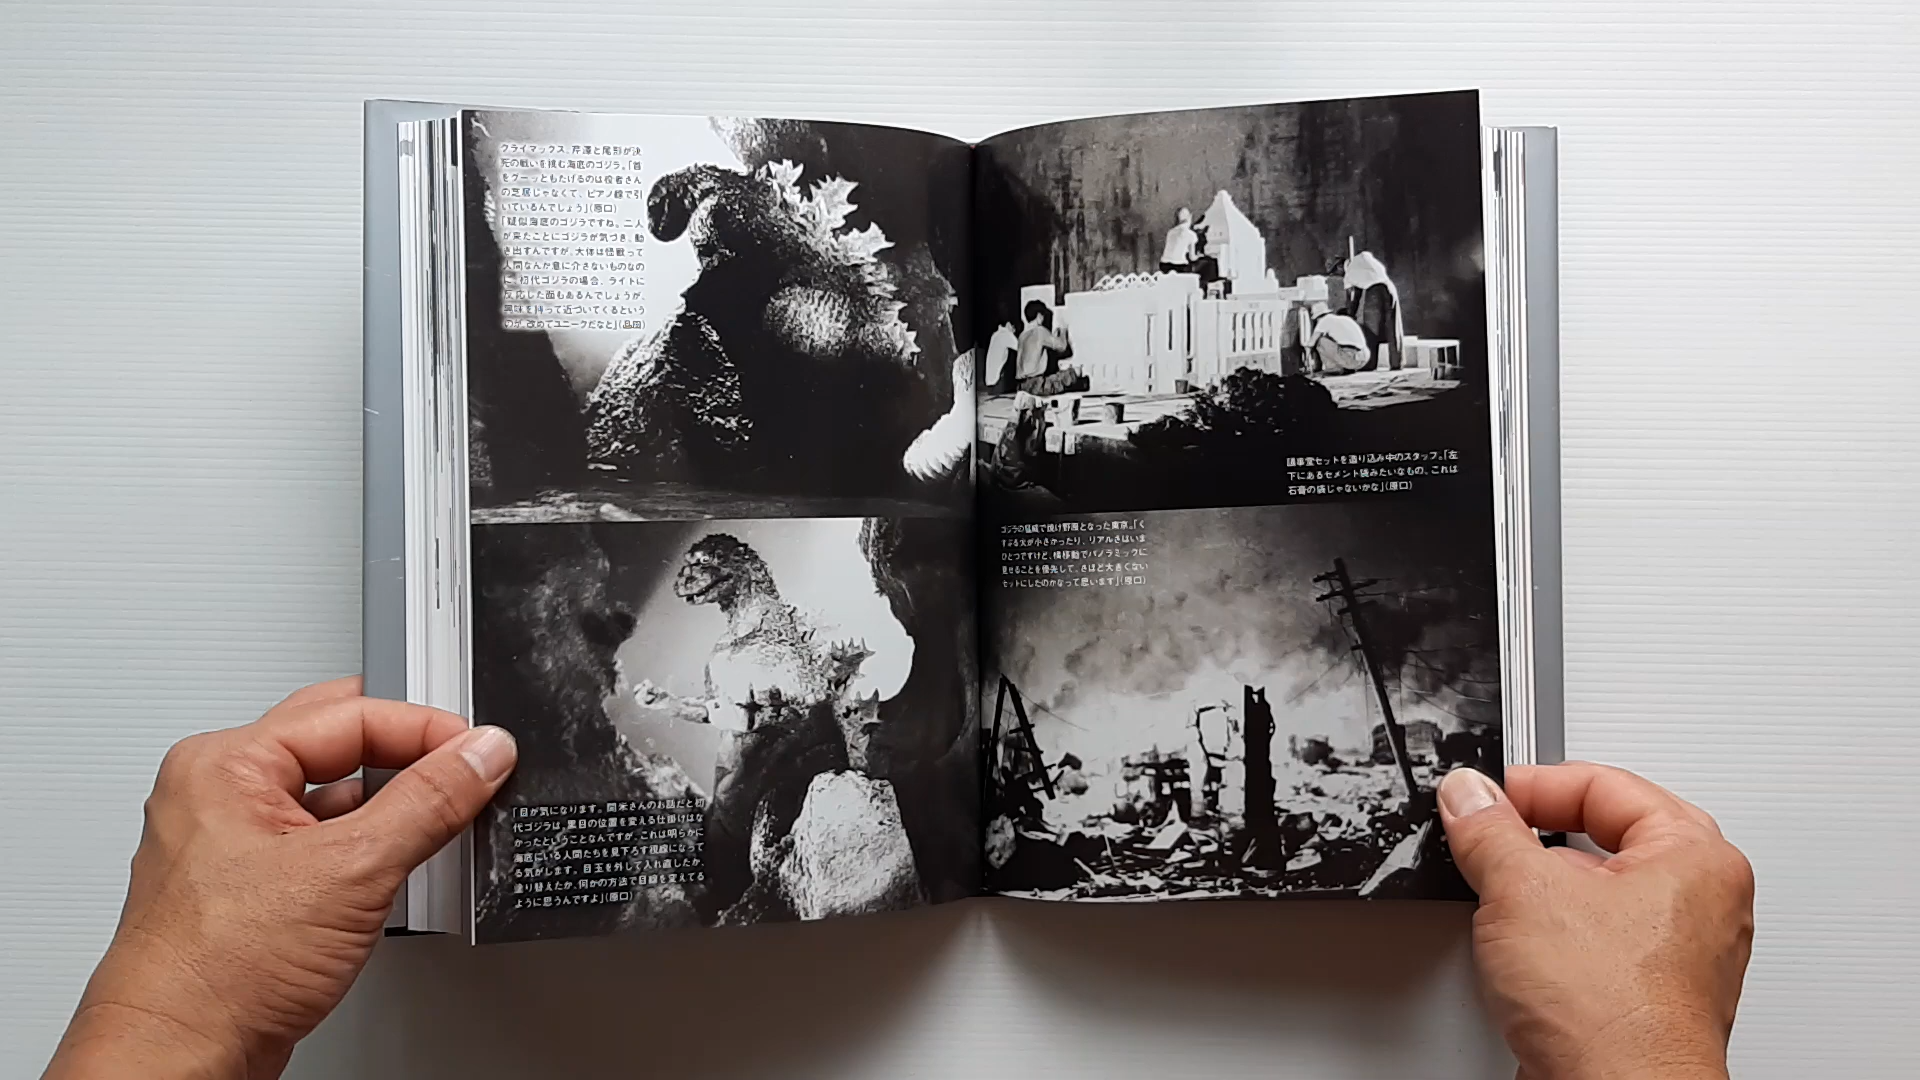 クライマックス、芹澤と尾形が決
死の戦いを挑む海底のゴジラ。「首
をグーッともたげるのは役者さん
の芝居じゃなくて、ピアノ線で引
いているんでしょう」(原口)
「疑似海底のゴジラですね。二人
が来たことにゴジラが気づき、動
き出すんですが、大体は怪獣って
人間なんか意に介さないものなの
に、初代ゴジラの場合、ライトに
反応した面もあるんでしょうが、
興味を持って近づいてくるという
のが、改めてユニークだなと」(品田)
「目が気になります。開米さんのお話だと初
代ゴジラは、黒目の位置を変える仕掛けはな
かったということなんですが、これは明らかに
海底にいる人間たちを見下ろす視線になって
る気がします。目玉を外して入れ直したか、
塗り替えたか、何かの方法で目線を変えてる
ように思うんですよ」(原口)
議事堂セットを造り込み中のスタッフ。「左
下にあるセメント袋みたいなもの、これは
石膏の袋じゃないかな」(原口)
ゴジラの猛威で焼け野原となった東京。「く
すぶる火が小さかったり、リアルさはいま
ひとつですけど、横移動でパノラミックに
見せることを優先して、さほど大きくない
セットにしたのかなって思います」(原口)